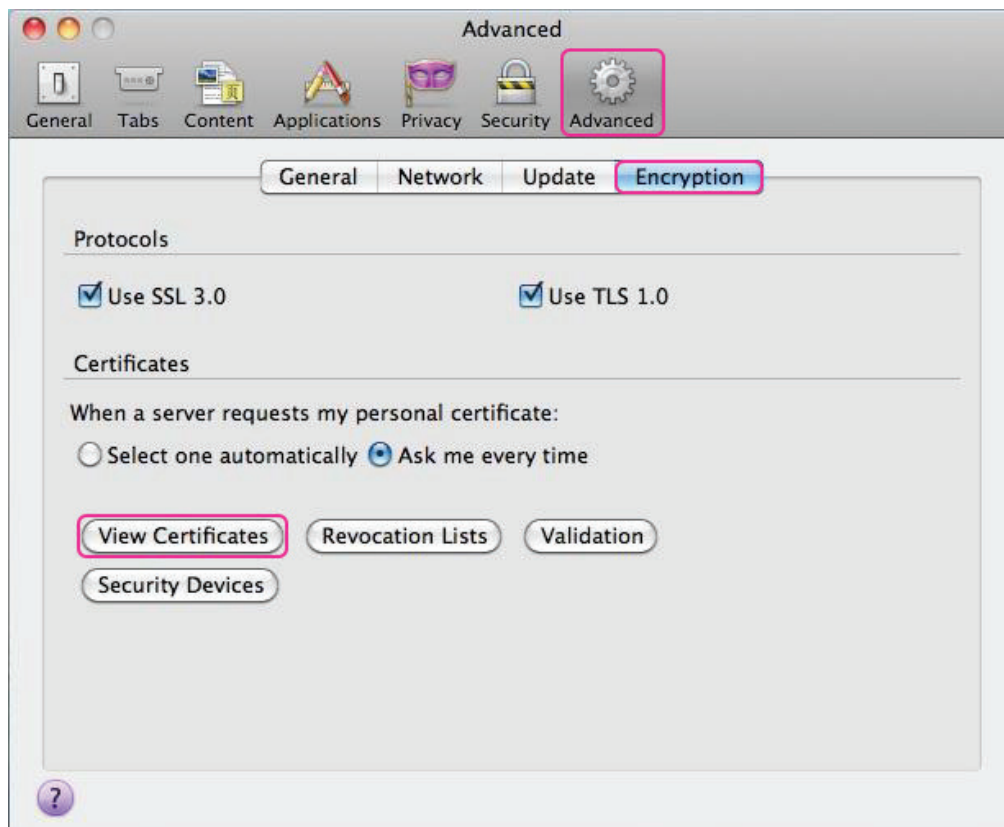 Advanced
General Tabs Content Applications Privacy Security Advanced
General Network Update Encryption
Protocols
Use SSL 3.0 Use TLS 1.0
Certificates
When a server requests my personal certificate:
Select one automatically Ask me every time
View Certificates Revocation Lists Validation
Security Devices
?